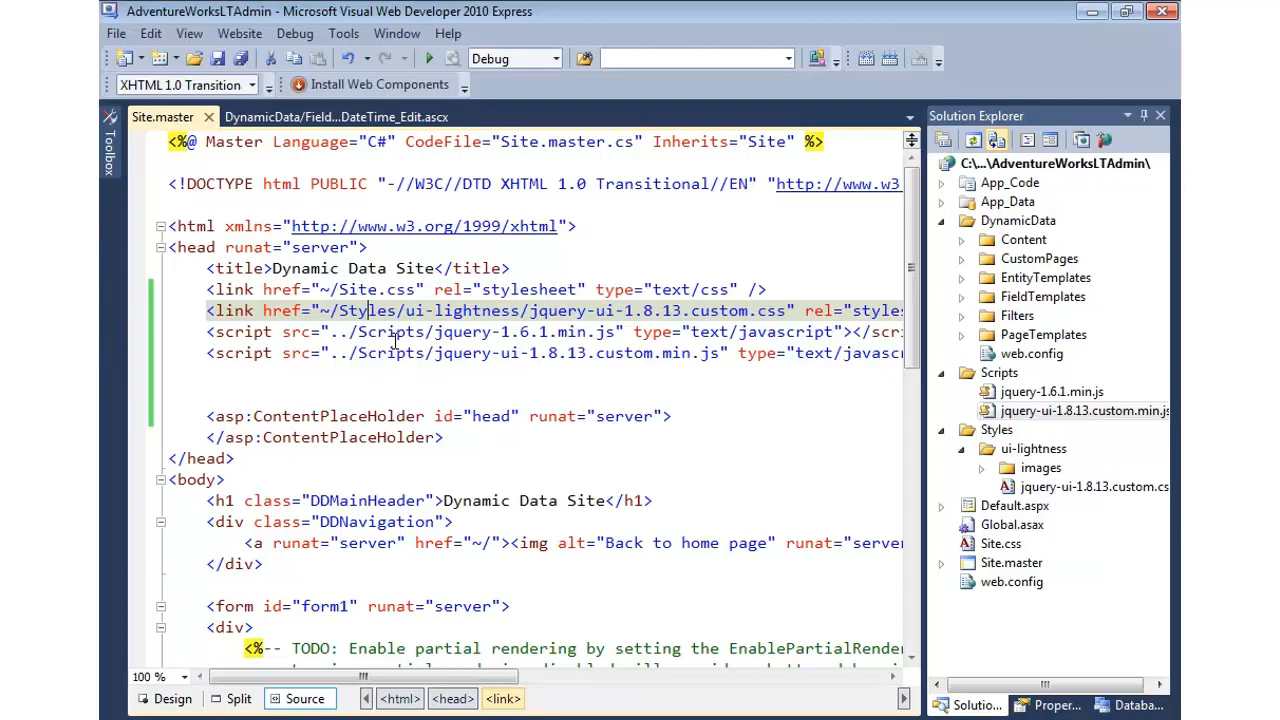 AdventureWorksLTAdmin - Microsoft Visual Web Developer 2010 Express
File Edit View Website Debug Tools Window Help
Debug
XHTML 1.0 Transition Install Web Components
Site.master DynamicData/Field...DateTime_Edit.ascx
Toolbox
<%@ Master Language="C#" CodeFile="Site.master.cs" Inherits="Site" %>
<!DOCTYPE html PUBLIC "-//W3C//DTD XHTML 1.0 Transitional//EN" "http://www.w3
<html xmlns="http://www.w3.org/1999/xhtml">
<head runat="server">
<title>Dynamic Data Site</title>
<link href="~/Site.css" rel="stylesheet" type="text/css" />
<link href="~/Styles/ui-lightness/jquery-ui-1.8.13.custom.css" rel="styles
<script src="../Scripts/jquery-1.6.1.min.js" type="text/javascript"></scri
<script src="../Scripts/jquery-ui-1.8.13.custom.min.js" type="text/javasc
<asp:ContentPlaceHolder id="head" runat="server">
</asp:ContentPlaceHolder>
</head>
<body>
<h1 class="DDMainHeader">Dynamic Data Site</h1>
<div class="DDNavigation">
<a runat="server" href="~/"><img alt="Back to home page" runat="serve
</div>
<form id="form1" runat="server">
<div>
<%-- TODO: Enable partial rendering by setting the EnablePartialRende
100 %
Design Split Source <html> <head> <link>
Solution Explorer
C:\...\AdventureWorksLTAdmin\
App_Code
App_Data
DynamicData
Content
CustomPages
EntityTemplates
FieldTemplates
Filters
PageTemplates
web.config
Scripts
jquery-1.6.1.min.js
jquery-ui-1.8.13.custom.min.js
Styles
ui-lightness
images
jquery-ui-1.8.13.custom.cs
Default.aspx
Global.asax
Site.css
Site.master
web.config
Solutio... Proper... Databa...